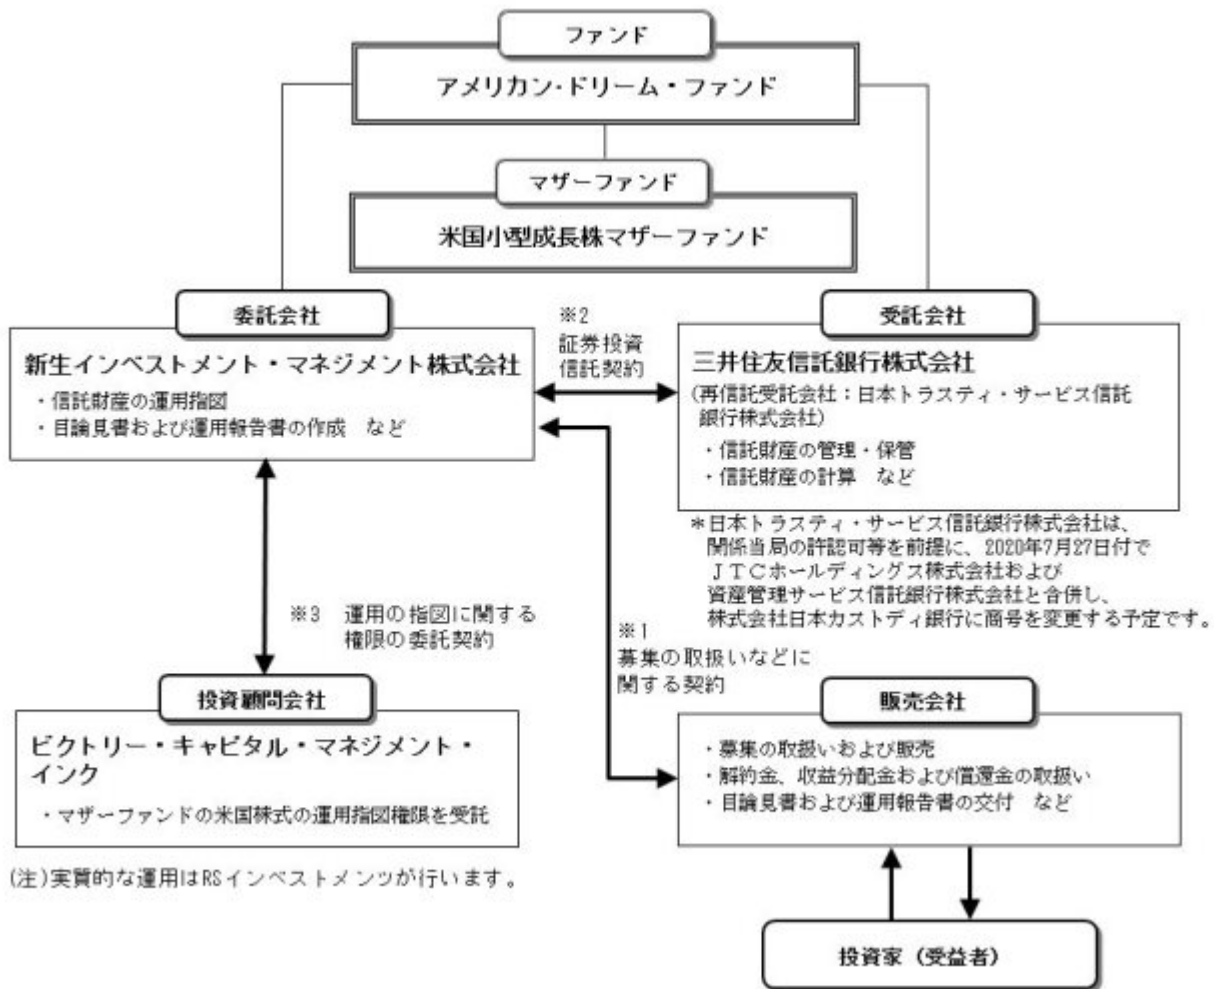 ファンド
アメリカン・ドリーム・ファンド
マザーファンド
米国小型成長株マザーファンド
委託会社
新生インベストメント・マネジメント株式会社
・信託財産の運用指図
・目論見書および運用報告書の作成 など
※2
証券投資
信託契約
受託会社
三井住友信託銀行株式会社
(再信託受託会社：日本トラスティ・サービス信託
銀行株式会社)
・信託財産の管理・保管
・信託財産の計算 など
＊日本トラスティ・サービス信託銀行株式会社は、
関係当局の許認可等を前提に、2020年7月27日付で
ＪＴＣホールディングス株式会社および
資産管理サービス信託銀行株式会社と合併し、
株式会社日本カストディ銀行に商号を変更する予定です。
※3 運用の指図に関する
権限の委託契約
※1
募集の取扱いなどに
関する契約
投資顧問会社
ビクトリー・キャピタル・マネジメント・
インク
・マザーファンドの米国株式の運用指図権限を受託
(注)実質的な運用はRSインベストメンツが行います。
販売会社
・募集の取扱いおよび販売
・解約金、収益分配金および償還金の取扱い
・目論見書および運用報告書の交付 など
投資家（受益者）